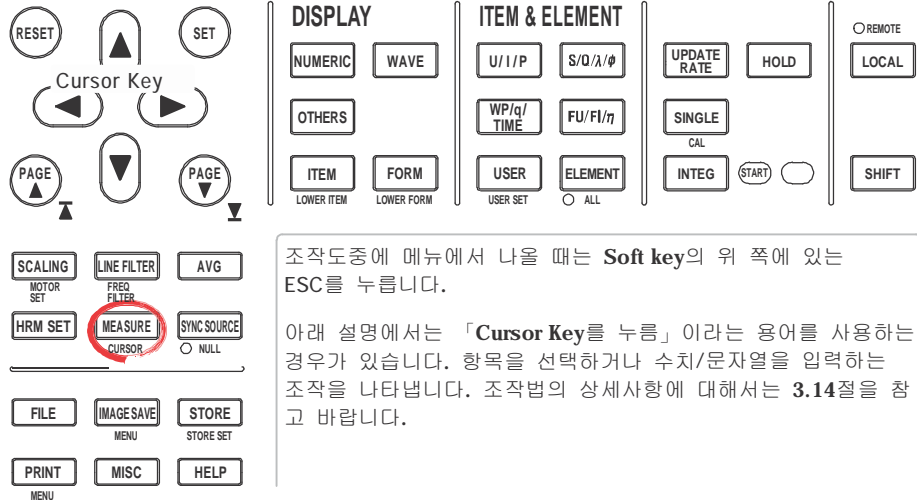 RESET
SET
Cursor Key
PAGE
PAGE
DISPLAY
NUMERIC WAVE
OTHERS
ITEM FORM
LOWER ITEM LOWER FORM
ITEM & ELEMENT
U/I/P S/Q/λ/ϕ
WP/q/
TIME
FU/FI/η
USER ELEMENT
USER SET ALL
UPDATE
RATE
HOLD
SINGLE
CAL
INTEG START
REMOTE
LOCAL
SHIFT
SCALING LINE FILTER AVG
MOTOR
SET
FREQ
FILTER
HRM SET MEASURE SYNC SOURCE
CURSOR NULL
FILE IMAGE SAVE STORE
MENU STORE SET
PRINT MISC HELP
MENU
조작도중에 메뉴에서 나올 때는 Soft key의 위 쪽에 있는
ESC를 누릅니다.
아래 설명에서는 「Cursor Key를 누름」이라는 용어를 사용하는
경우가 있습니다. 항목을 선택하거나 수치/문자열을 입력하는
조작을 나타냅니다. 조작법의 상세사항에 대해서는 3.14절을 참
고 바랍니다.